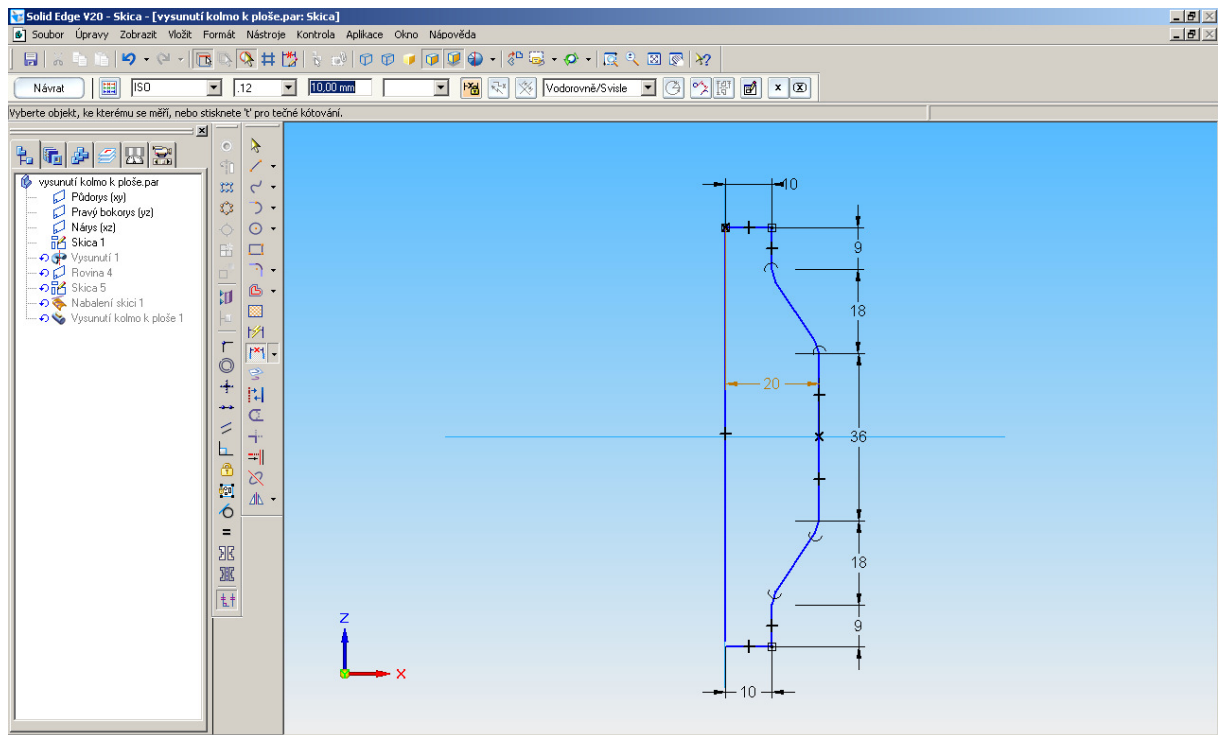 Solid Edge V20 - Skica - [vysunutí kolmo k ploše.par: Skica]
Soubor Úpravy Zobrazit Vložit Formát Nástroje Kontrola Aplikace Okno Nápověda
Návrat ISO .12 10,00 mm Vodorovně/Svisle
Vyberte objekt, ke kterému se měří, nebo stisknete 't' pro tečné kótování.
vysunutí kolmo k ploše.par
Půdorys (xy)
Pravý bokorys (yz)
Nárys (xz)
Skica 1
Vysunutí 1
Rovina 4
Skica 5
Nabalení skici 1
Vysunutí kolmo k ploše 1
10
9
18
20
36
18
9
10
Z
X